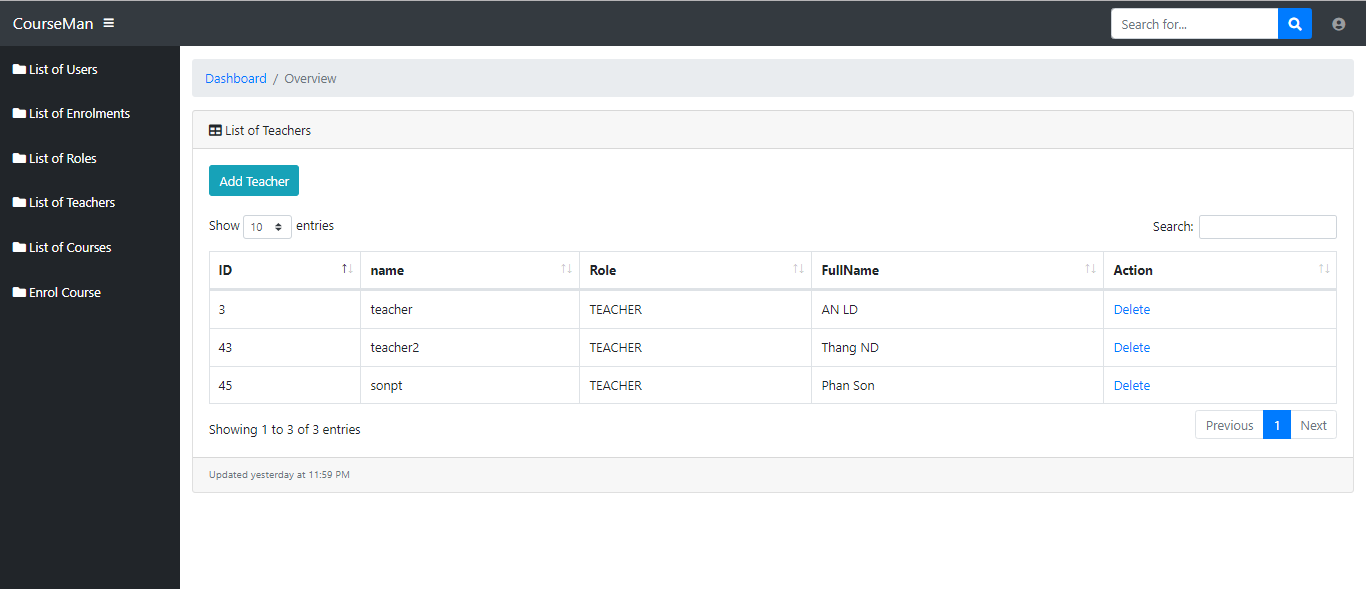 CourseMan
Search for...
List of Users
List of Enrolments
List of Roles
List of Teachers
List of Courses
Enrol Course
Dashboard / Overview
List of Teachers
Add Teacher
Show 10 entries
Search:
ID name Role FullName Action
3 teacher TEACHER AN LD Delete
43 teacher2 TEACHER Thang ND Delete
45 sonpt TEACHER Phan Son Delete
Showing 1 to 3 of 3 entries
Previous 1 Next
Updated yesterday at 11:59 PM